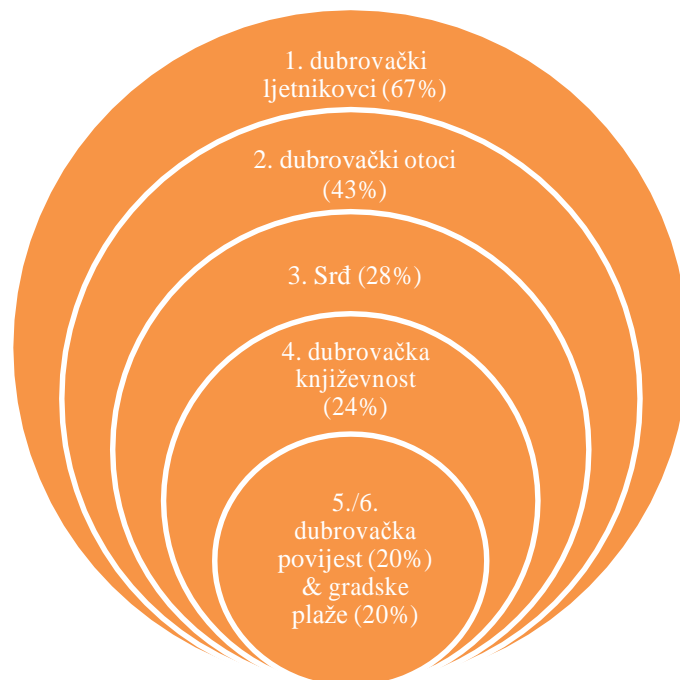 1. dubrovački
ljetnikovci (67%)
2. dubrovački otoci
(43%)
3. Srđ (28%)
4. dubrovačka
književnost
(24%)
5./6.
dubrovačka
povijest (20%)
& gradske
plaže (20%)